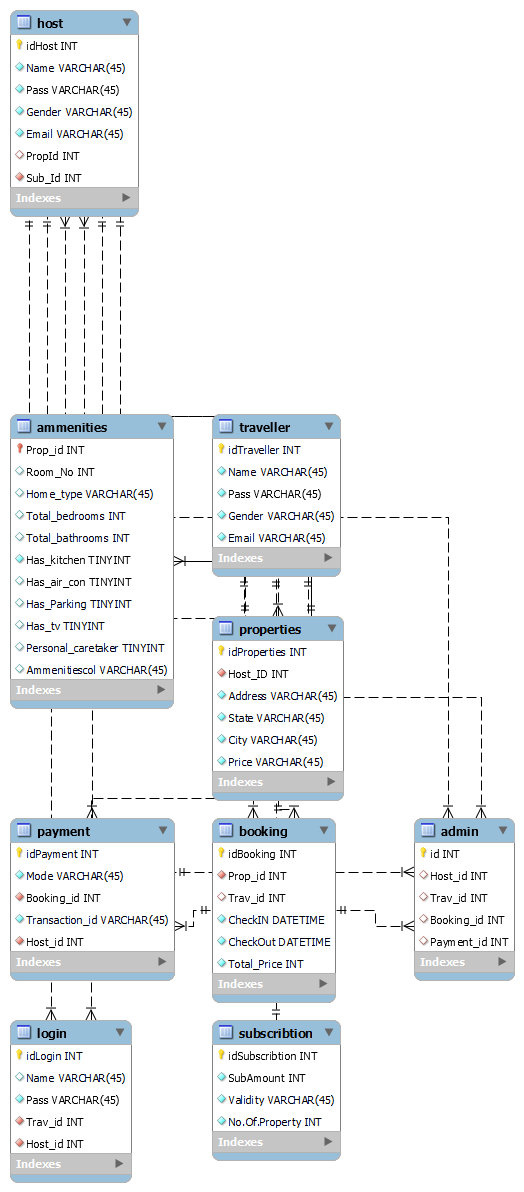 host
idHost INT
Name VARCHAR(45)
Pass VARCHAR(45)
Gender VARCHAR(45)
Email VARCHAR(45)
PropId INT
Sub_Id INT
Indexes
ammenities
Prop_id INT
Room_No INT
Home_type VARCHAR(45)
Total_bedrooms INT
Total_bathrooms INT
Has_kitchen TINYINT
Has_air_con TINYINT
Has_Parking TINYINT
Has_tv TINYINT
Personal_caretaker TINYINT
Ammenitiescol VARCHAR(45)
Indexes
traveller
idTraveller INT
Name VARCHAR(45)
Pass VARCHAR(45)
Gender VARCHAR(45)
Email VARCHAR(45)
Indexes
properties
idProperties INT
Host_ID INT
Address VARCHAR(45)
State VARCHAR(45)
City VARCHAR(45)
Price VARCHAR(45)
Indexes
payment
idPayment INT
Mode VARCHAR(45)
Booking_id INT
Transaction_id VARCHAR(45)
Host_id INT
Indexes
booking
idBooking INT
Prop_id INT
Trav_id INT
CheckIN DATETIME
CheckOut DATETIME
Total_Price INT
Indexes
admin
id INT
Host_id INT
Trav_id INT
Booking_id INT
Payment_id INT
Indexes
login
idLogin INT
Name VARCHAR(45)
Pass VARCHAR(45)
Trav_id INT
Host_id INT
Indexes
subscribtion
idSubscribtion INT
SubAmount INT
Validity VARCHAR(45)
No.Of.Property INT
Indexes